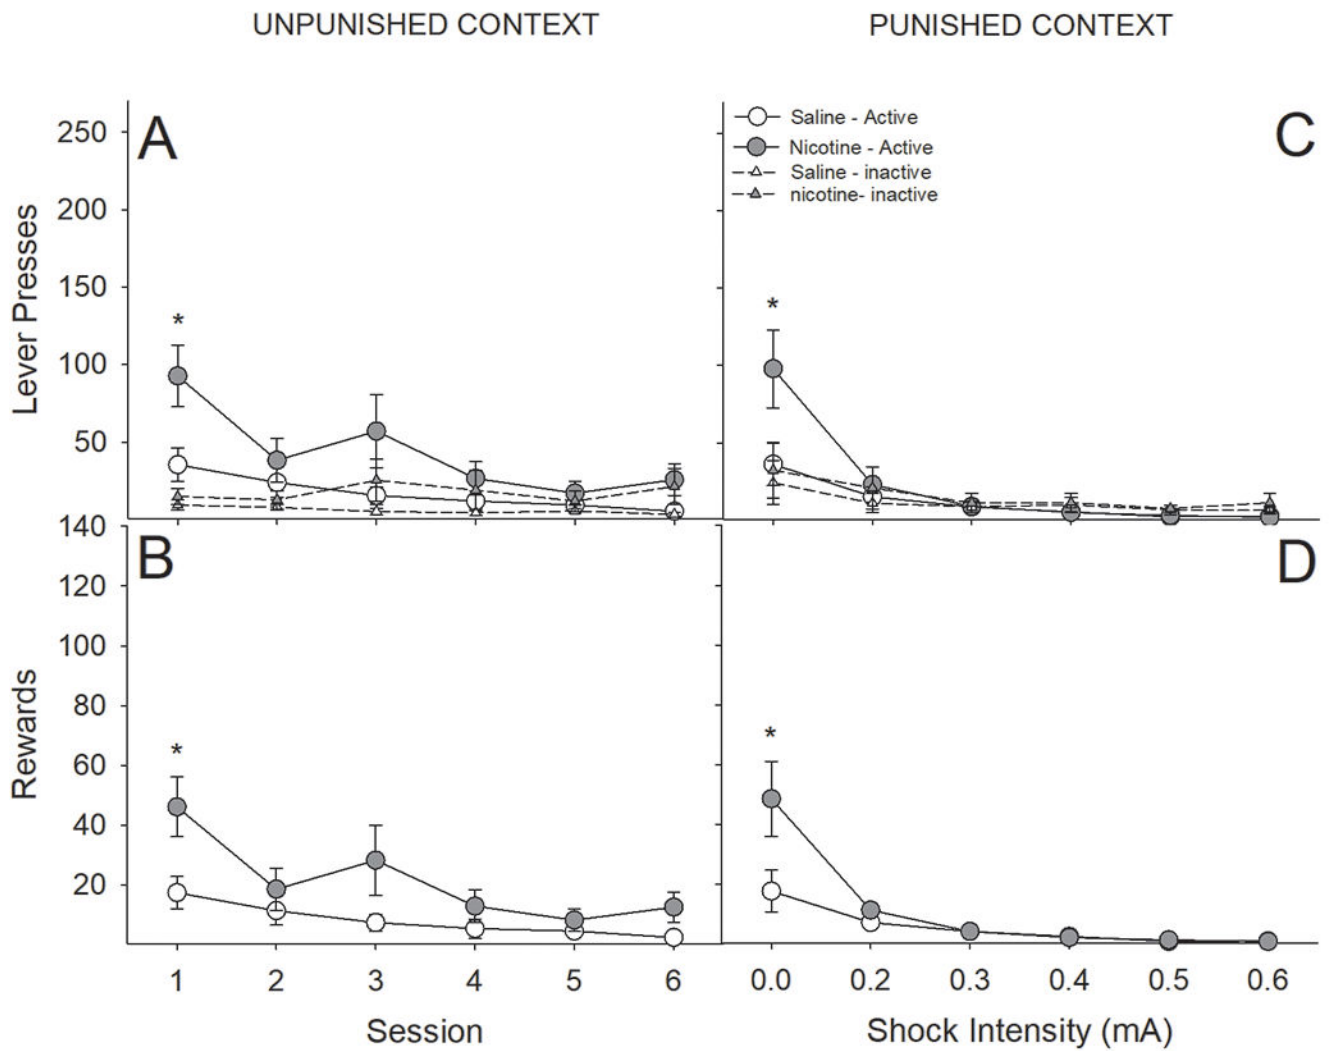 UNPUNISHED CONTEXT
PUNISHED CONTEXT
A
C
Saline - Active
Nicotine - Active
Saline - inactive
nicotine- inactive
Lever Presses
250
200
150
100
50
*
*
B
D
Rewards
140
120
100
80
60
40
20
*
*
1 2 3 4 5 6
0.0 0.2 0.3 0.4 0.5 0.6
Session
Shock Intensity (mA)